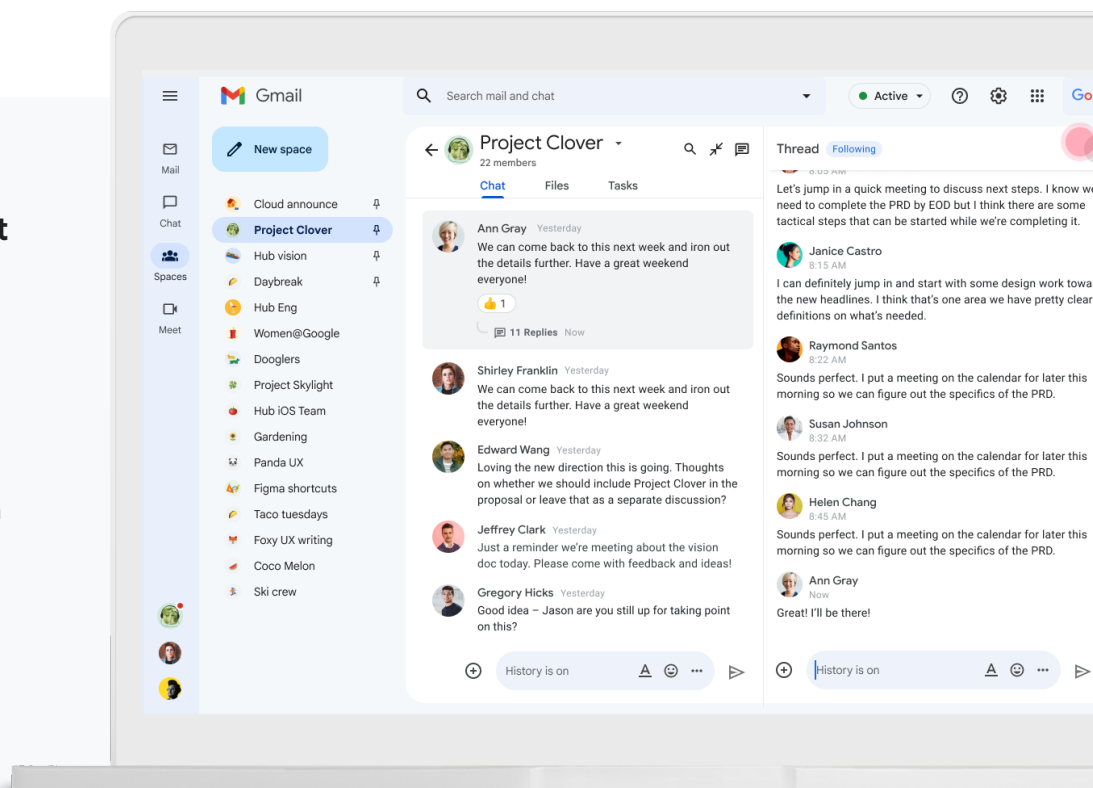 t
Gmail
Search mail and chat
Active
Go
Mail
Chat
Spaces
Meet
New space
Cloud announce
Project Clover
Hub vision
Daybreak
Hub Eng
Women@Google
Dooglers
Project Skylight
Hub iOS Team
Gardening
Panda UX
Figma shortcuts
Taco tuesdays
Foxy UX writing
Coco Melon
Ski crew
Project Clover
22 members
Chat Files Tasks
Ann Gray Yesterday
We can come back to this next week and iron out
the details further. Have a great weekend
everyone!
👍 1
11 Replies Now
Shirley Franklin Yesterday
We can come back to this next week and iron out
the details further. Have a great weekend
everyone!
Edward Wang Yesterday
Loving the new direction this is going. Thoughts
on whether we should include Project Clover in the
proposal or leave that as a separate discussion?
Jeffrey Clark Yesterday
Just a reminder we're meeting about the vision
doc today. Please come with feedback and ideas!
Gregory Hicks Yesterday
Good idea – Jason are you still up for taking point
on this?
History is on
Thread Following
8:05 AM
Let's jump in a quick meeting to discuss next steps. I know we
need to complete the PRD by EOD but I think there are some
tactical steps that can be started while we're completing it.
Janice Castro
8:15 AM
I can definitely jump in and start with some design work towa
the new headlines. I think that's one area we have pretty clear
definitions on what's needed.
Raymond Santos
8:22 AM
Sounds perfect. I put a meeting on the calendar for later this
morning so we can figure out the specifics of the PRD.
Susan Johnson
8:32 AM
Sounds perfect. I put a meeting on the calendar for later this
morning so we can figure out the specifics of the PRD.
Helen Chang
8:45 AM
Sounds perfect. I put a meeting on the calendar for later this
morning so we can figure out the specifics of the PRD.
Ann Gray
Now
Great! I'll be there!
History is on